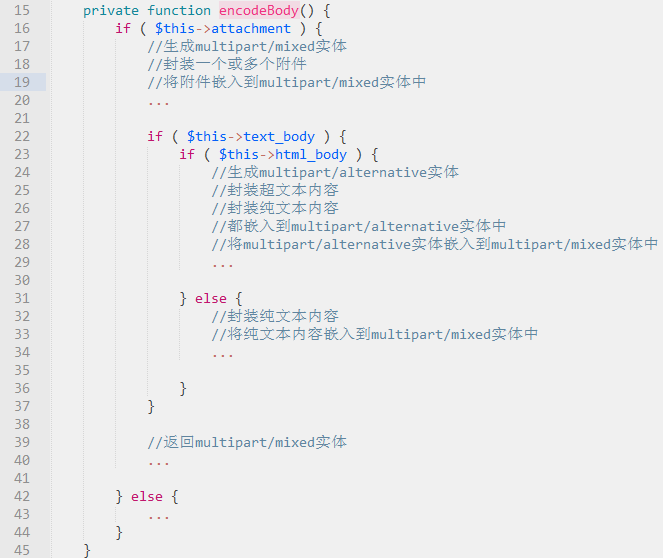 15 private function encodeBody() {
16 if ( $this->attachment ) {
17 //生成multipart/mixed实体
18 //封装一个或多个附件
19 //将附件嵌入到multipart/mixed实体中
20 ...
21
22 if ( $this->text_body ) {
23 if ( $this->html_body ) {
24 //生成multipart/alternative实体
25 //封装超文本内容
26 //封装纯文本内容
27 //都嵌入到multipart/alternative实体中
28 //将multipart/alternative实体嵌入到multipart/mixed实体中
29 ...
30
31 } else {
32 //封装纯文本内容
33 //将纯文本内容嵌入到multipart/mixed实体中
34 ...
35
36 }
37 }
38
39 //返回multipart/mixed实体
40 ...
41
42 } else {
43 ...
44 }
45 }